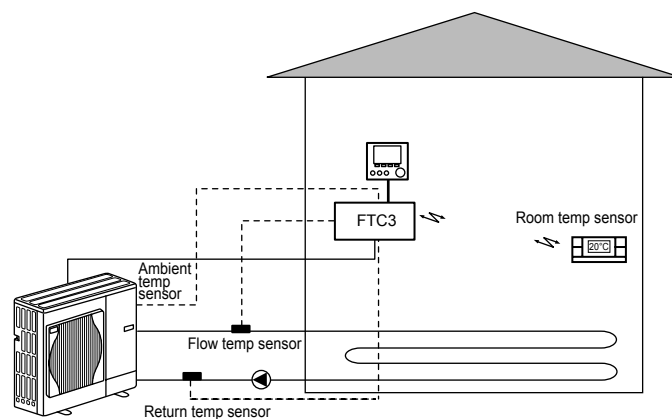 FTC3
Room temp sensor
20°C
Ambient
temp
sensor
Flow temp sensor
Return temp sensor